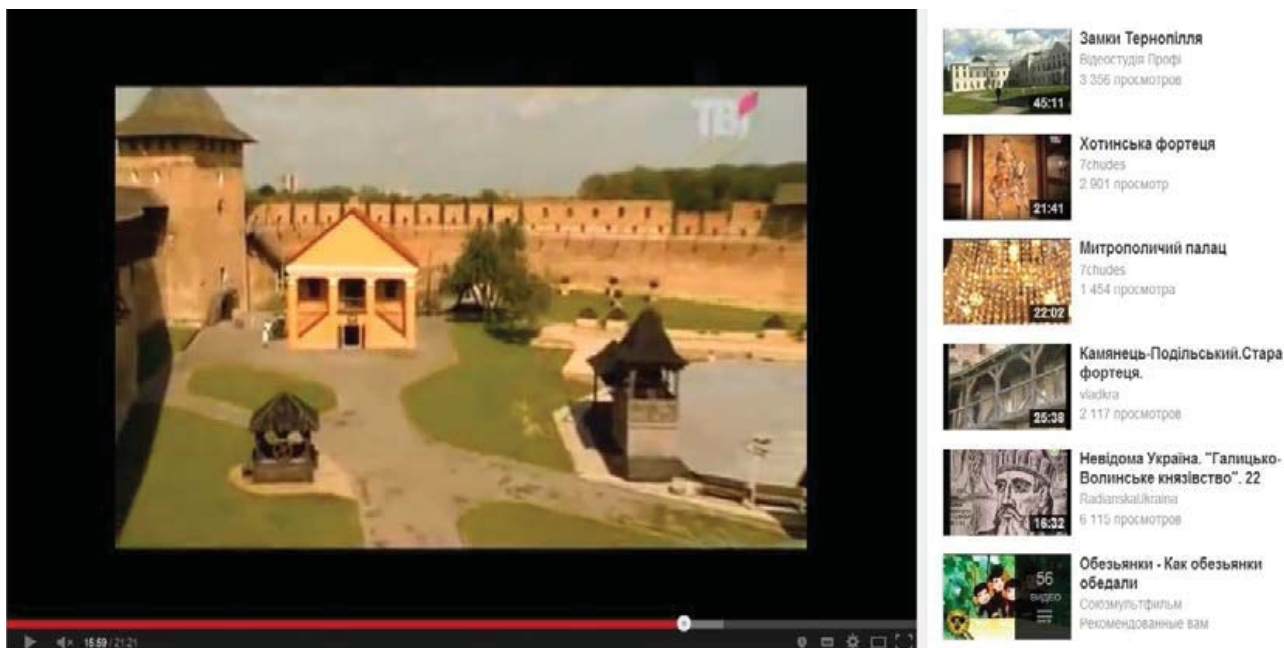 ТВі
15:59 / 21:21
Замки Тернопілля
Відеостудія Профі
3 356 просмотров
45:11
Хотинська фортеця
7chudes
2 901 просмотр
21:41
Митрополичий палац
7chudes
1 454 просмотра
22:02
Камянець-Подільський.Стара
фортеця.
vladkra
2 117 просмотров
25:38
Невідома Україна. "Галицько-
Волинське князівство". 22
RadianskaUkraina
6 115 просмотров
16:32
Обезьянки - Как обезьянки
обедали
Союзмультфильм
Рекомендованные вам
56
ВИДЕО